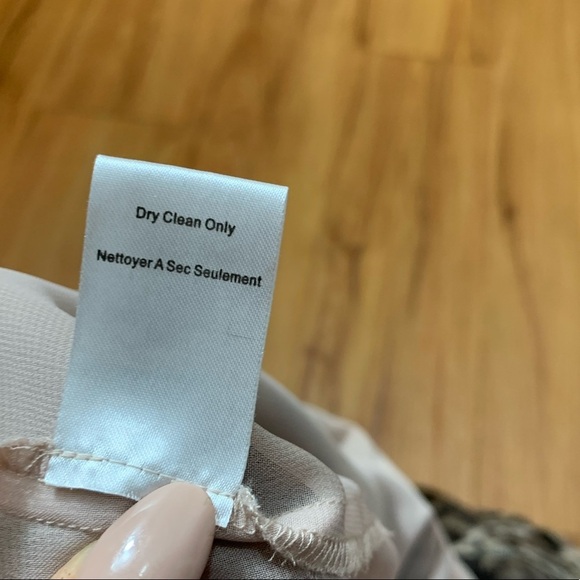 Dry Clean Only
Nettoyer A Sec Seulement